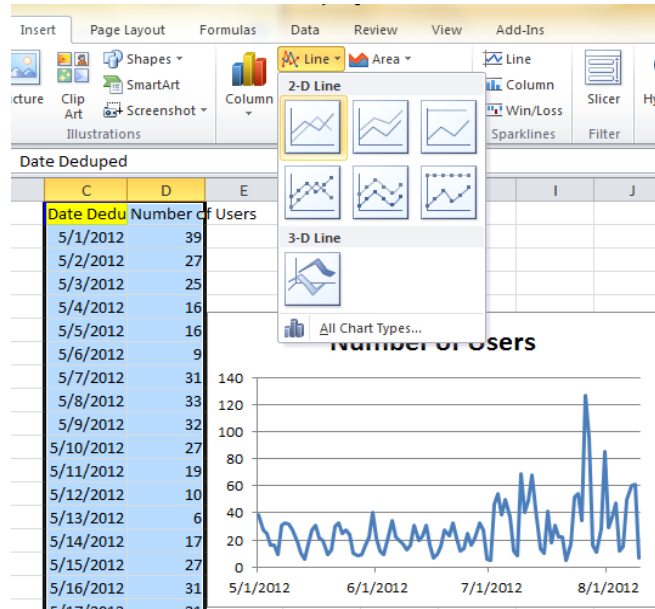 Insert Page Layout Formulas Data Review View Add-Ins
cture
Clip
Art
Shapes
SmartArt
Screenshot
Illustrations
Column
Line
Area
Line
Column
Win/Loss
Sparklines
Slicer
Filter
Hy
2-D Line
3-D Line
All Chart Types...
Date Deduped
C D E I J
Date Dedu Number of Users
5/1/2012 39
5/2/2012 27
5/3/2012 25
5/4/2012 16
5/5/2012 16
5/6/2012 9
5/7/2012 31
5/8/2012 33
5/9/2012 32
5/10/2012 27
5/11/2012 19
5/12/2012 10
5/13/2012 6
5/14/2012 17
5/15/2012 27
5/16/2012 31
Number of Users
140
120
100
80
60
40
20
0
5/1/2012 6/1/2012 7/1/2012 8/1/2012